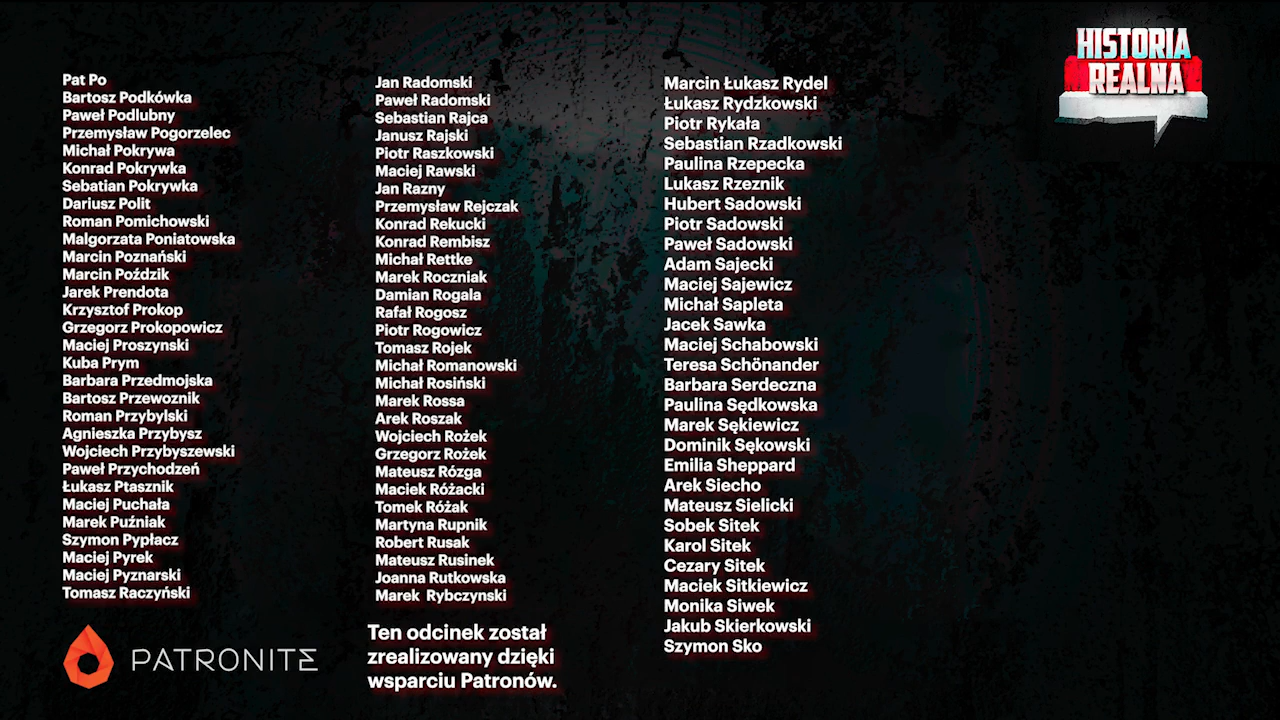 Pat Po
Bartosz Podkówka
Paweł Podlubny
Przemysław Pogorzelec
Michał Pokrywa
Konrad Pokrywka
Sebatian Pokrywka
Dariusz Polit
Roman Pomichowski
Malgorzata Poniatowska
Marcin Poznański
Marcin Poździk
Jarek Prendota
Krzysztof Prokop
Grzegorz Prokopowicz
Maciej Proszynski
Kuba Prym
Barbara Przedmojska
Bartosz Przewoznik
Roman Przybylski
Agnieszka Przybysz
Wojciech Przybyszewski
Paweł Przychodzeń
Łukasz Ptasznik
Maciej Puchała
Marek Puźniak
Szymon Pypłacz
Maciej Pyrek
Maciej Pyznarski
Tomasz Raczyński
Jan Radomski
Paweł Radomski
Sebastian Rajca
Janusz Rajski
Piotr Raszkowski
Maciej Rawski
Jan Razny
Przemysław Rejczak
Konrad Rekucki
Konrad Rembisz
Michał Rettke
Marek Roczniak
Damian Rogala
Rafał Rogosz
Piotr Rogowicz
Tomasz Rojek
Michał Romanowski
Michał Rosiński
Marek Rossa
Arek Roszak
Wojciech Rożek
Grzegorz Rożek
Mateusz Rózga
Maciek Różacki
Tomek Różak
Martyna Rupnik
Robert Rusak
Mateusz Rusinek
Joanna Rutkowska
Marek Rybczynski
Marcin Łukasz Rydel
Łukasz Rydzkowski
Piotr Rykała
Sebastian Rzadkowski
Paulina Rzepecka
Lukasz Rzeznik
Hubert Sadowski
Piotr Sadowski
Paweł Sadowski
Adam Sajecki
Maciej Sajewicz
Michał Sapleta
Jacek Sawka
Maciej Schabowski
Teresa Schönander
Barbara Serdeczna
Paulina Sędkowska
Marek Sękiewicz
Dominik Sękowski
Emilia Sheppard
Arek Siecho
Mateusz Sielicki
Sobek Sitek
Karol Sitek
Cezary Sitek
Maciek Sitkiewicz
Monika Siwek
Jakub Skierkowski
Szymon Sko
HISTORIA
REALNA
PATRONITE
Ten odcinek został
zrealizowany dzięki
wsparciu Patronów.